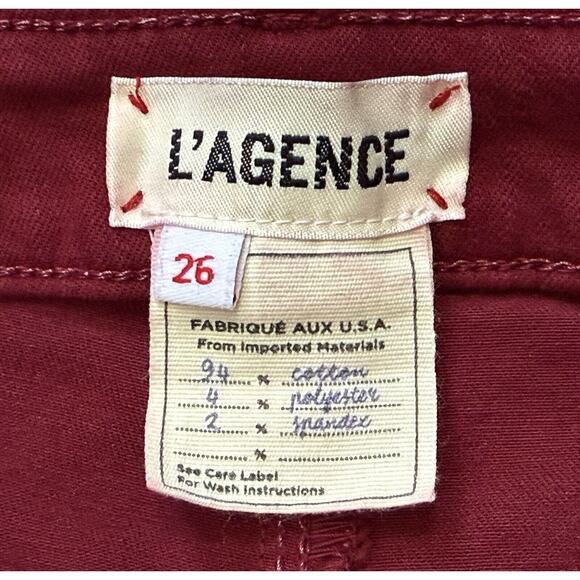 L'AGENCE
26
FABRIQUÉ AUX U.S.A.
From Imported Materials
94 % cotton
4 % polyester
2 % spandex
%
See Care Label
For Wash Instructions